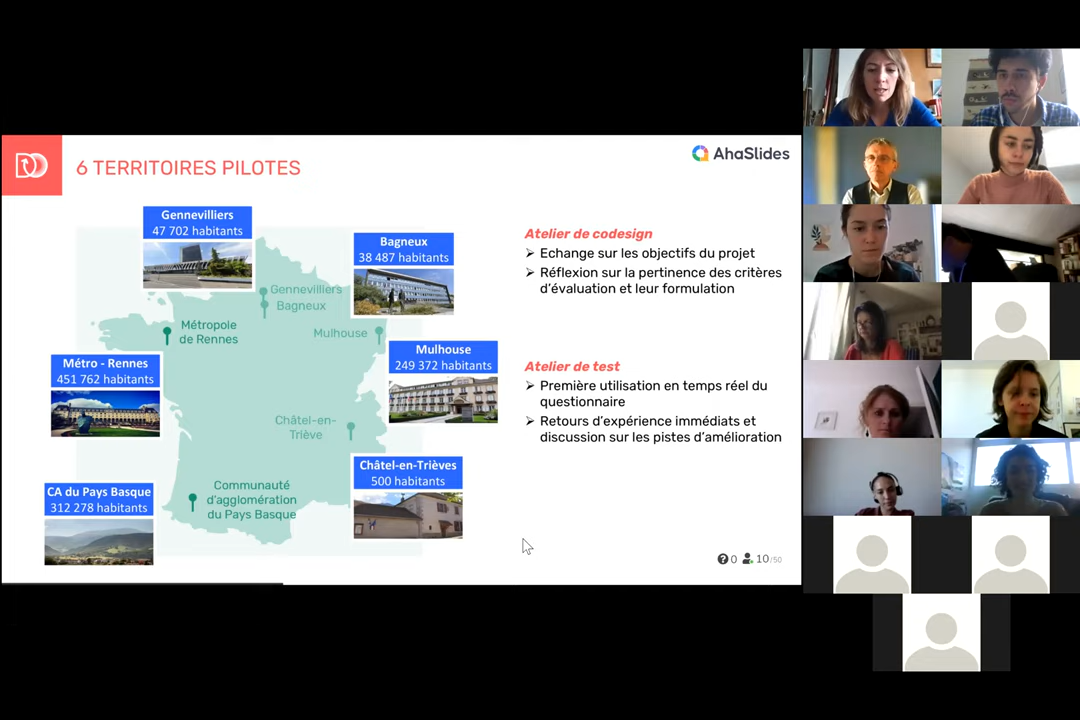 6 TERRITOIRES PILOTES
AhaSlides
Gennevilliers
47 702 habitants
Bagneux
38 487 habitants
Gennevilliers
Bagneux
Métropole
de Rennes
Mulhouse
Métro - Rennes
451 762 habitants
Mulhouse
249 372 habitants
Châtel-en-
Triève
Châtel-en-Trièves
500 habitants
CA du Pays Basque
312 278 habitants
Communauté
d'agglomération
du Pays Basque
Atelier de codesign
➢ Echange sur les objectifs du projet
➢ Réflexion sur la pertinence des critères
d'évaluation et leur formulation
Atelier de test
➢ Première utilisation en temps réel du
questionnaire
➢ Retours d'expérience immédiats et
discussion sur les pistes d'amélioration
0 10/50